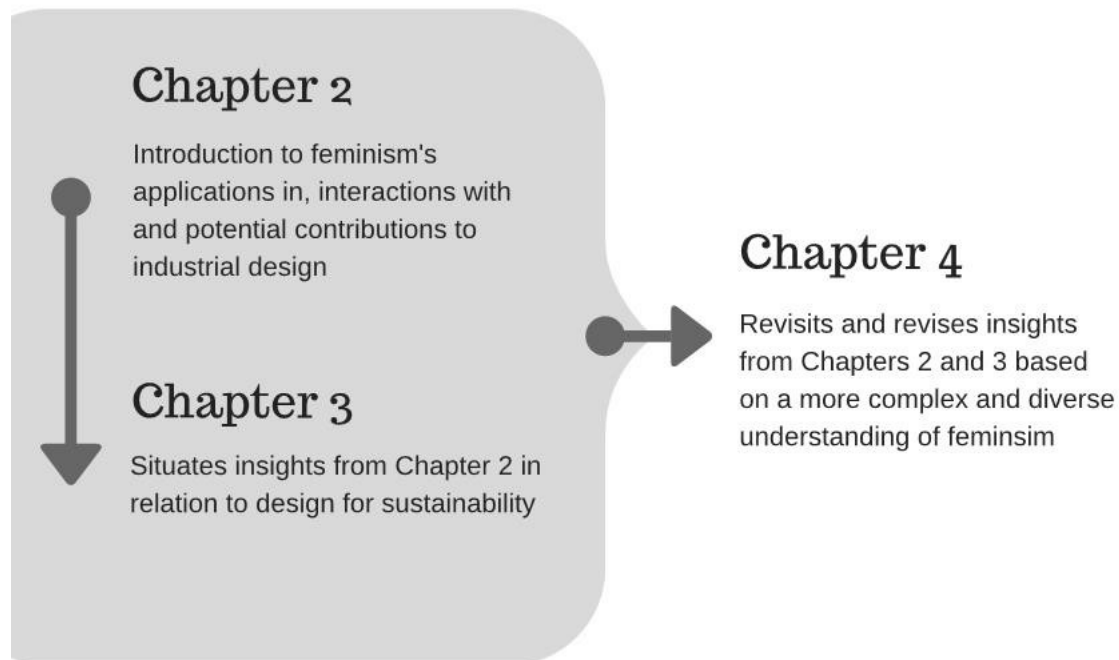 Chapter 2
Introduction to feminism's
applications in, interactions with
and potential contributions to
industrial design
Chapter 3
Situates insights from Chapter 2 in
relation to design for sustainability
Chapter 4
Revisits and revises insights
from Chapters 2 and 3 based
on a more complex and diverse
understanding of feminsim